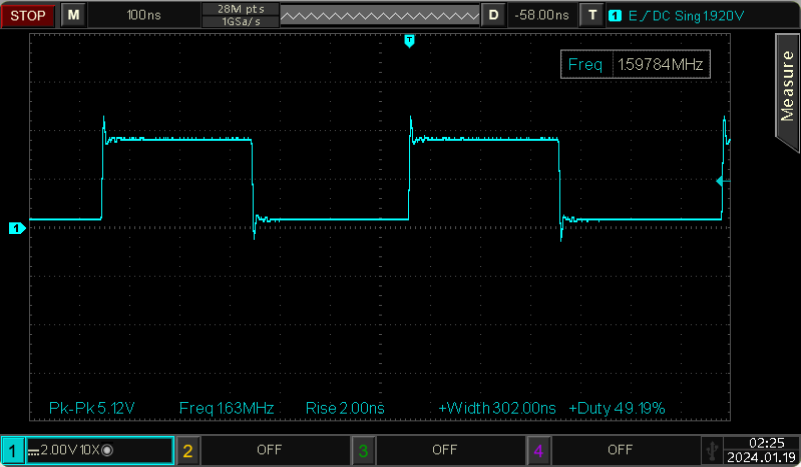 STOP M 100ns 28M pts D -58.00ns T 1 E DC Sing 1.920V
1GSa/s
T
Freq 1.59784MHz
Measure
1
Pk-Pk 5.12V Freq 1.63MHz Rise 2.00ns +Width 302.00ns +Duty 49.19%
1 2.00V 10X 2 OFF 3 OFF 4 OFF 02:25
2024.01.19